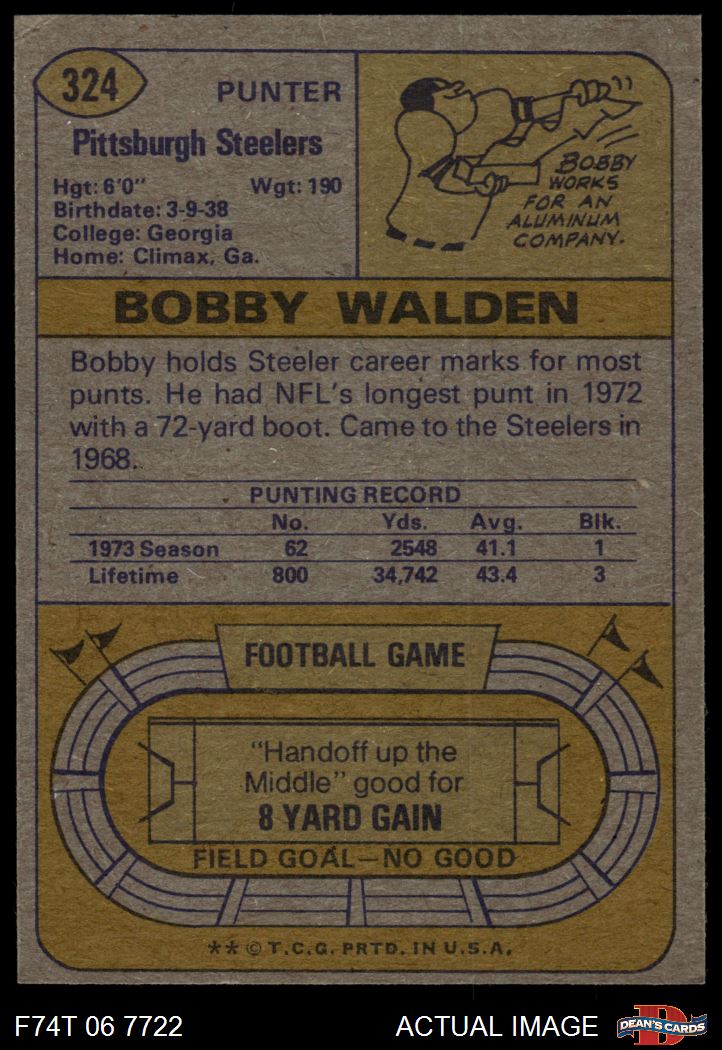 324
PUNTER
Pittsburgh Steelers
Hgt: 6'0" Wgt: 190
Birthdate: 3-9-38
College: Georgia
Home: Climax, Ga.
BOBBY
WORKS
FOR AN
ALUMINUM
COMPANY.
BOBBY WALDEN
Bobby holds Steeler career marks for most
punts. He had NFL's longest punt in 1972
with a 72-yard boot. Came to the Steelers in
1968.
PUNTING RECORD
No. Yds. Avg. Blk.
1973 Season 62 2548 41.1 1
Lifetime 800 34,742 43.4 3
FOOTBALL GAME
"Handoff up the
Middle" good for
8 YARD GAIN
FIELD GOAL—NO GOOD
** © T.C.G. PRTD. IN U.S.A.
F74T 06 7722 ACTUAL IMAGE
D
DEAN'S CARDS